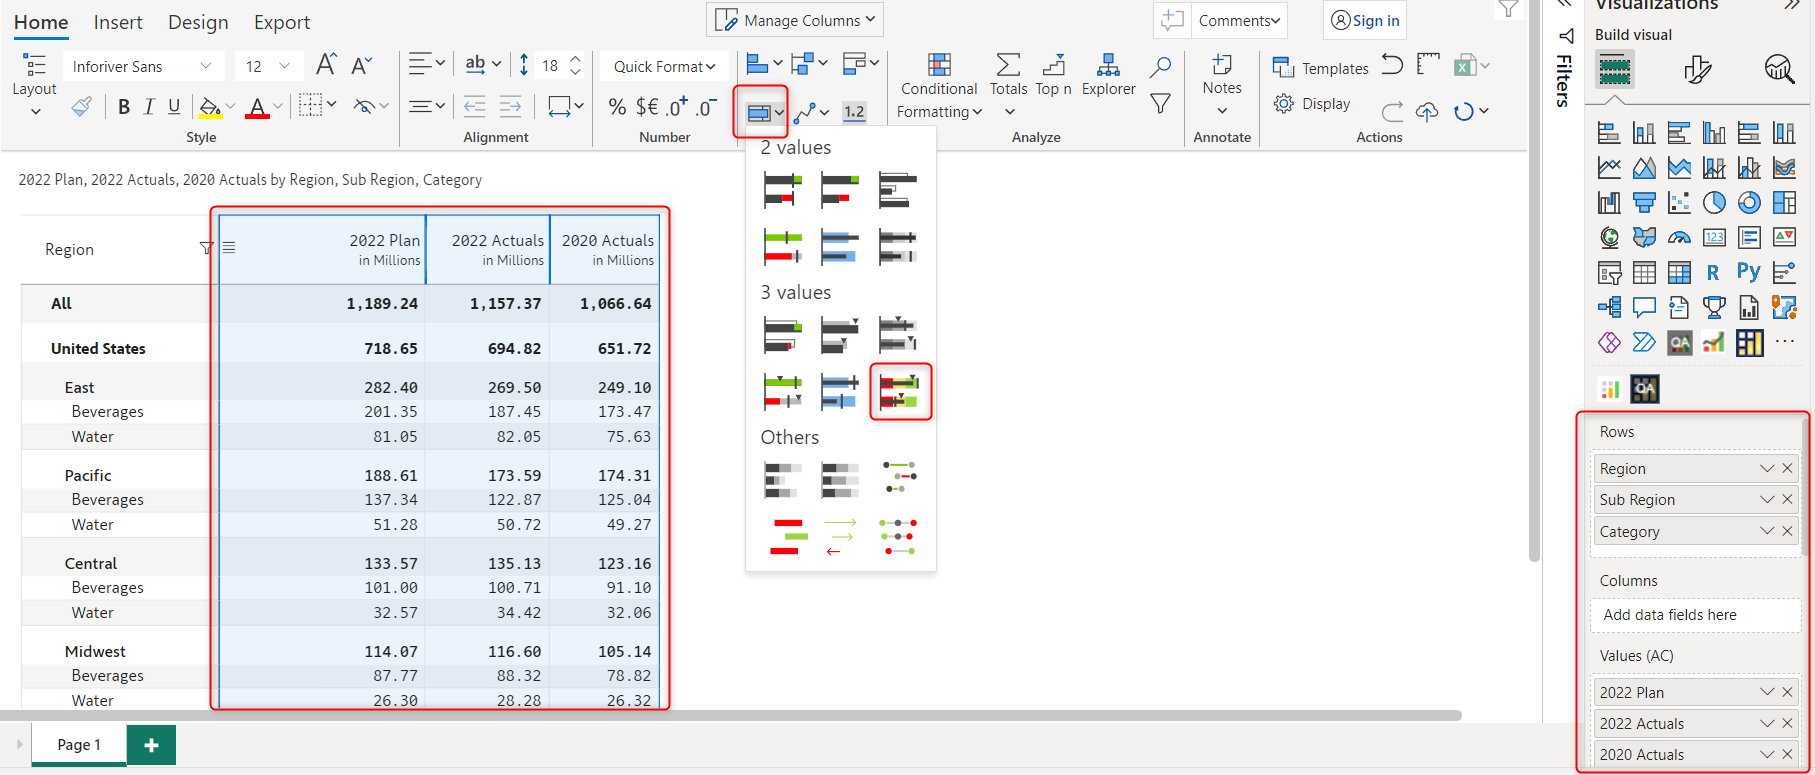 Home Insert Design Export
Manage Columns
Comments
Sign in
Visualizations
Build visual
Filters
Layout
Inforiver Sans 12
B I U A
Style
ab 18
Alignment
Quick Format
% $€ .0+ .0-
Number
1.2
Conditional Formatting
Totals
Top n
Explorer
Analyze
Notes
Annotate
Templates
Display
Actions
2022 Plan, 2022 Actuals, 2020 Actuals by Region, Sub Region, Category
Region 2022 Plan in Millions 2022 Actuals in Millions 2020 Actuals in Millions
All 1,189.24 1,157.37 1,066.64
United States 718.65 694.82 651.72
East 282.40 269.50 249.10
Beverages 201.35 187.45 173.47
Water 81.05 82.05 75.63
Pacific 188.61 173.59 174.31
Beverages 137.34 122.87 125.04
Water 51.28 50.72 49.27
Central 133.57 135.13 123.16
Beverages 101.00 100.71 91.10
Water 32.57 34.42 32.06
Midwest 114.07 116.60 105.14
Beverages 87.77 88.32 78.82
Water 26.30 28.28 26.32
2 values
3 values
Others
123
R Py
QA
QA
Rows
Region
Sub Region
Category
Columns
Add data fields here
Values (AC)
2022 Plan
2022 Actuals
2020 Actuals
Page 1